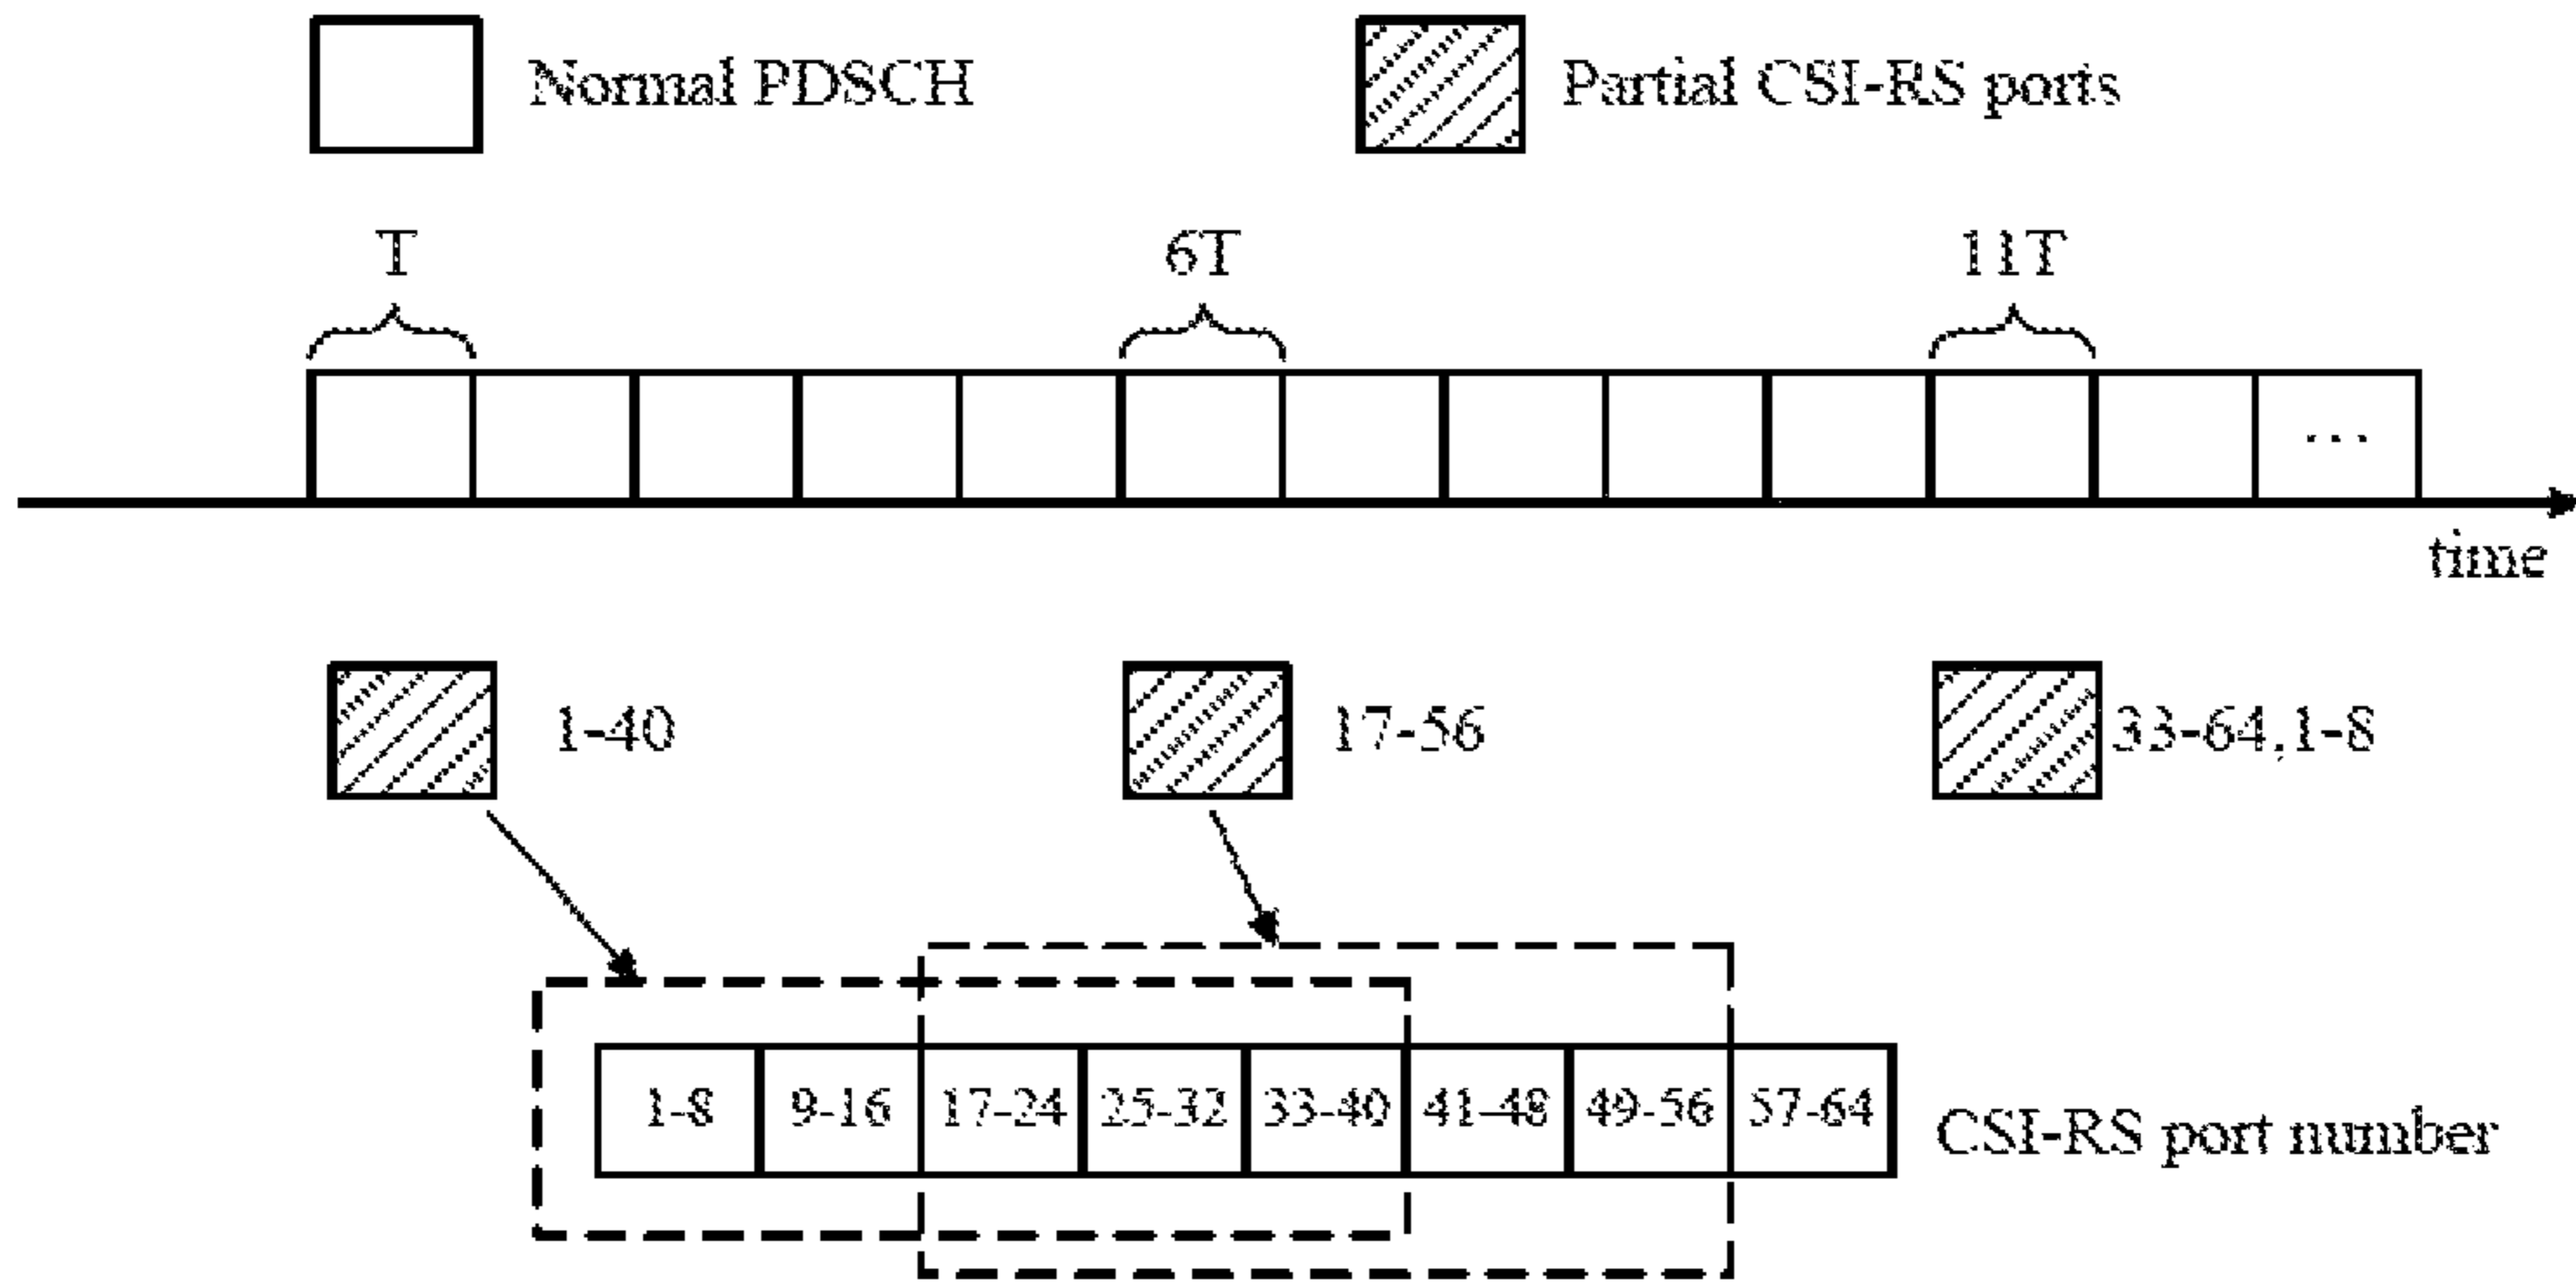 Normal PDSCH
Partial CSI-RS ports
T
6T
11T
...
time
1-40
17-56
33-64,1-8
1-8
9-16
17-24
25-32
33-40
41-48
49-56
57-64
CSI-RS port number